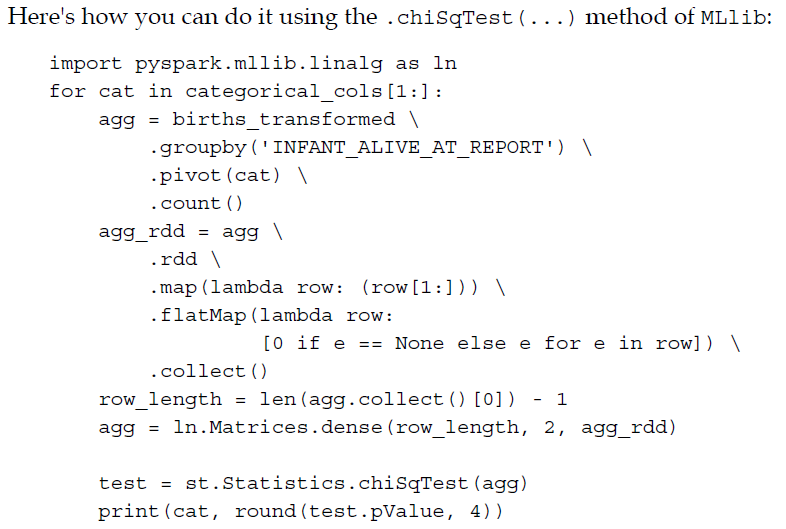 Here's how you can do it using the .chiSqTest(...) method of MLlib:
import pyspark.mllib.linalg as ln
for cat in categorical_cols[1:]:
    agg = births_transformed \
        .groupby('INFANT_ALIVE_AT_REPORT') \
        .pivot(cat) \
        .count()
    agg_rdd = agg \
        .rdd \
        .map(lambda row: (row[1:])) \
        .flatMap(lambda row:
                [0 if e == None else e for e in row]) \
        .collect()
    row_length = len(agg.collect()[0]) - 1
    agg = ln.Matrices.dense(row_length, 2, agg_rdd)

    test = st.Statistics.chiSqTest(agg)
    print(cat, round(test.pValue, 4))